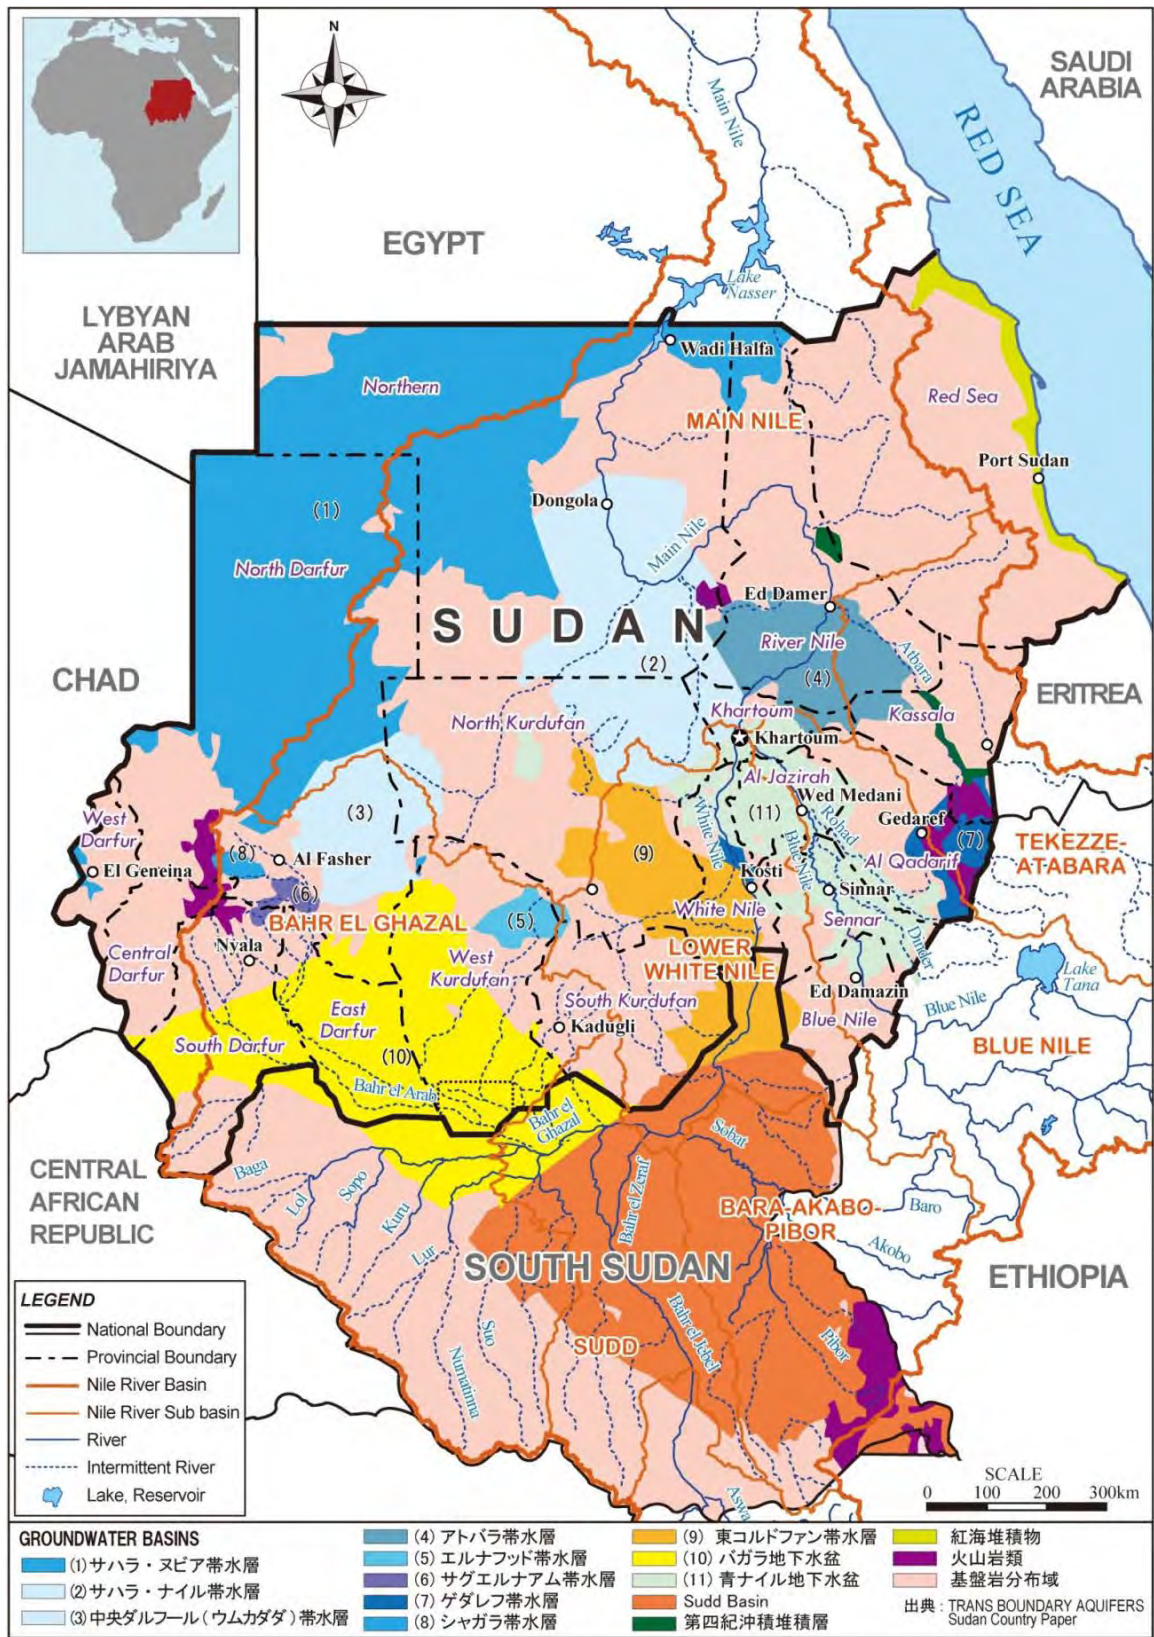 N
SAUDI
ARABIA
RED SEA
Main Nile
EGYPT
Lake
Nasser
LYBYAN
ARAB
JAMAHIRIYA
Wadi Halfa
Northern
Red Sea
MAIN NILE
Port Sudan
Dongola
(1)
Main Nile
North Darfur
Ed Damer
SUDAN
River Nile
Atbara
(2)
(4)
CHAD
ERITREA
Khartoum
Kassala
North Kurdufan
Khartoum
Al Jazirah
Wed Medani
(3)
(11)
Rohad
West
Darfur
White Nile
Gedaref
(7)
TEKEZZE-
ATABARA
(8)
Al Fasher
(9)
Blue Nile
Al Qadarif
El Geneina
Kosti
Sinnar
(6)
BAHR EL GHAZAL
(5)
White Nile
Sennar
Dinder
Central
Darfur
Nyala
West
Kurdufan
LOWER
WHITE NILE
Lake
Tana
Ed Damazin
East
Darfur
South Kurdufan
Blue Nile
Kadugli
Blue Nile
South Darfur
(10)
BLUE NILE
Bahr el Arab
Bahr el
Ghazal
Sobat
CENTRAL
AFRICAN
REPUBLIC
Baga
Lol
Sopo
Kuru
Lur
Bahr el Zeraf
BARA-AKABO-
PIBOR
Baro
Akobo
SOUTH SUDAN
ETHIOPIA
Suo
Numatinna
SUDD
Bahr el Jebel
Pibor
Aswa
LEGEND
National Boundary
Provincial Boundary
Nile River Basin
Nile River Sub basin
River
Intermittent River
Lake, Reservoir
SCALE
0 100 200 300km
GROUNDWATER BASINS
(1)サハラ・ヌビア帯水層
(2)サハラ・ナイル帯水層
(3)中央ダルフール(ウムカダダ)帯水層
(4)アトバラ帯水層
(5)エルナフッド帯水層
(6)サグエルナアム帯水層
(7)ゲダレフ帯水層
(8)シャガラ帯水層
(9)東コルドファン帯水層
(10)バガラ地下水盆
(11)青ナイル地下水盆
Sudd Basin
第四紀沖積堆積層
紅海堆積物
火山岩類
基盤岩分布域
出典:TRANS BOUNDARY AQUIFERS
Sudan Country Paper